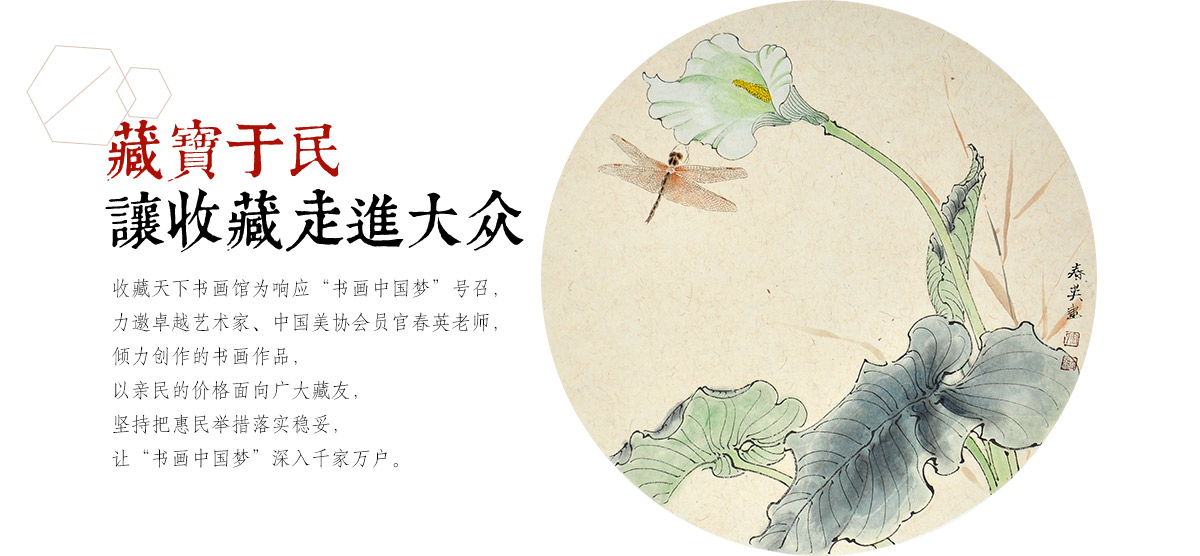 藏寶于民
讓收藏走進大众
收藏天下书画馆为响应“书画中国梦”号召，
力邀卓越艺术家、中国美协会员官春英老师，
倾力创作的书画作品，
以亲民的价格面向广大藏友，
坚持把惠民举措落实稳妥，
让“书画中国梦”深入千家万户。
春英画